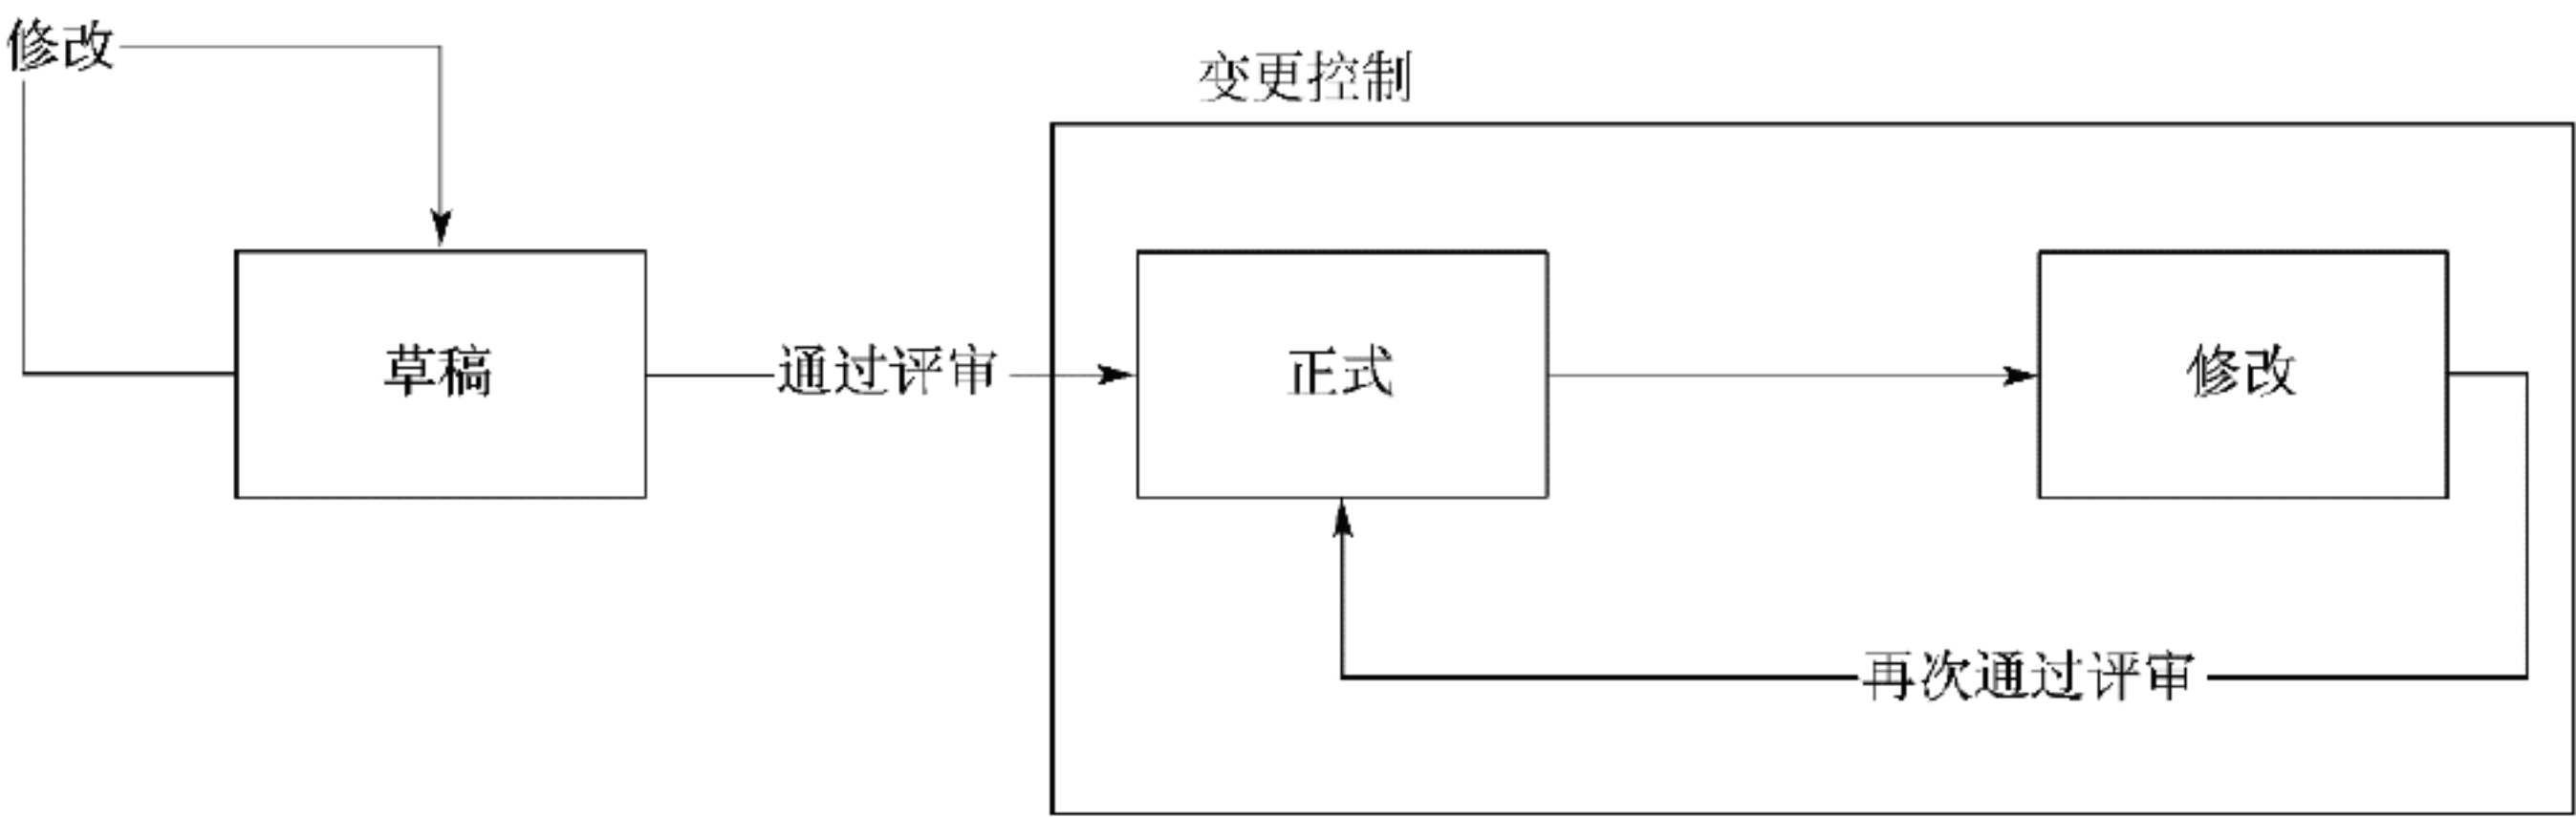 修改
变更控制
草稿
通过评审
正式
修改
再次通过评审